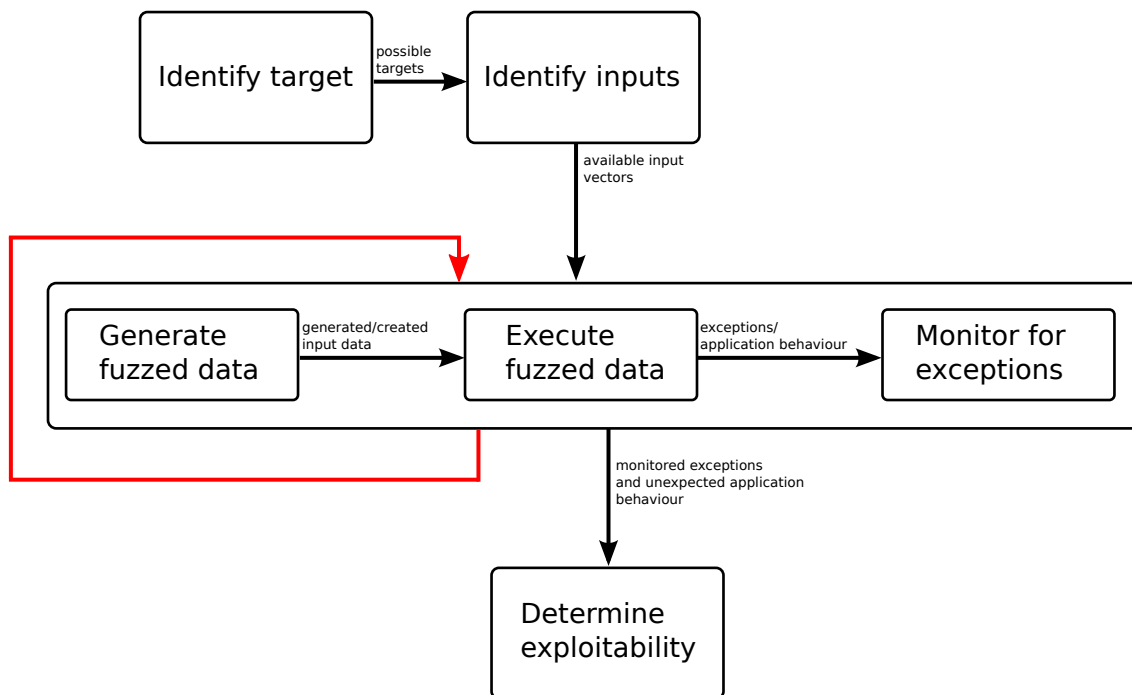 Identify target
possible
targets
Identify inputs
available input
vectors
Generate
fuzzed data
generated/created
input data
Execute
fuzzed data
exceptions/
application behaviour
Monitor for
exceptions
monitored exceptions
and unexpected application
behaviour
Determine
exploitability